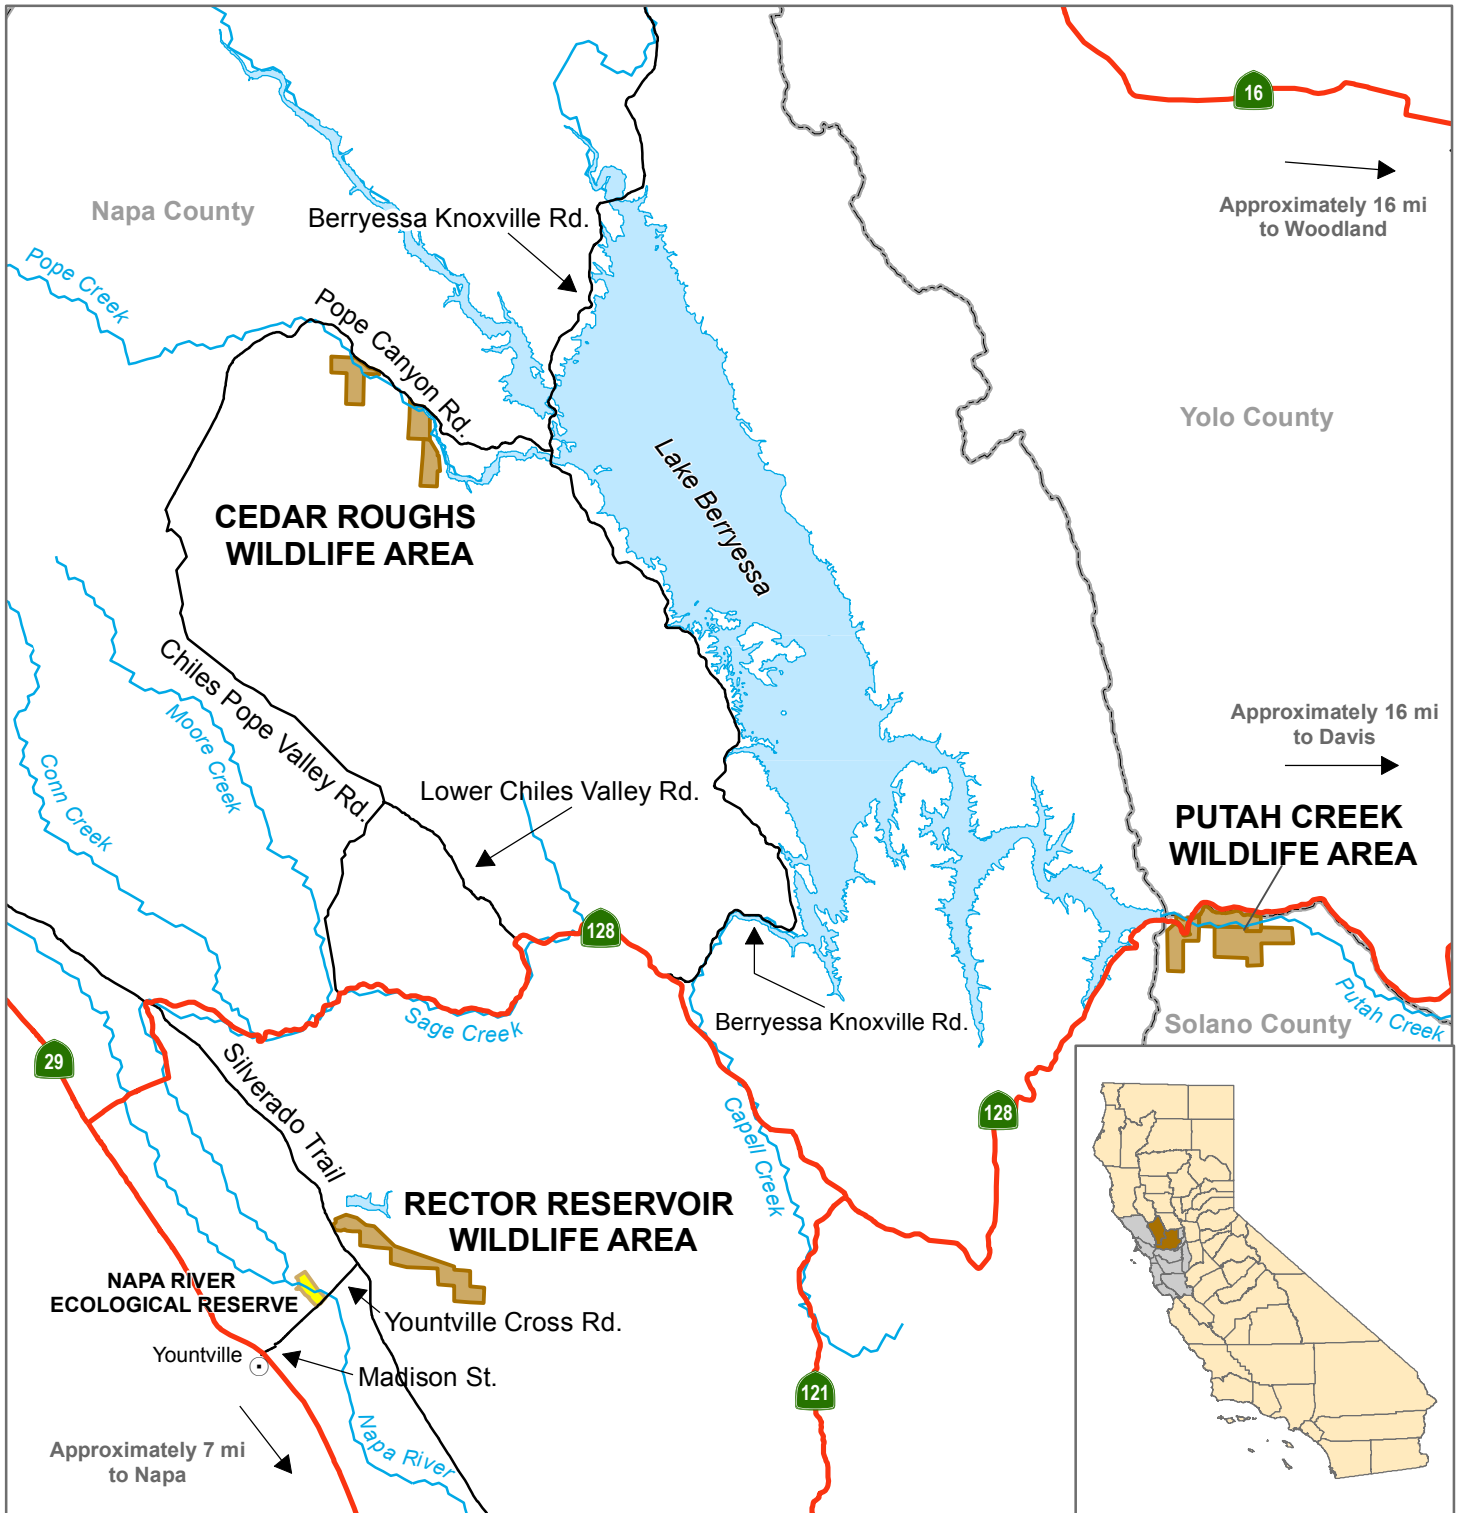 16
Approximately 16 mi
to Woodland
Napa County
Berryessa Knoxville Rd.
Pope Creek
Pope Canyon Rd.
Yolo County
Lake Berryessa
CEDAR ROUGHS
WILDLIFE AREA
Chiles Pope Valley Rd.
Moore Creek
Conn Creek
Lower Chiles Valley Rd.
Approximately 16 mi
to Davis
PUTAH CREEK
WILDLIFE AREA
128
Berryessa Knoxville Rd.
Sage Creek
Putah Creek
Solano County
29
Silverado Trail
Capell Creek
128
RECTOR RESERVOIR
WILDLIFE AREA
NAPA RIVER
ECOLOGICAL RESERVE
Yountville Cross Rd.
Yountville
Madison St.
121
Napa River
Approximately 7 mi
to Napa